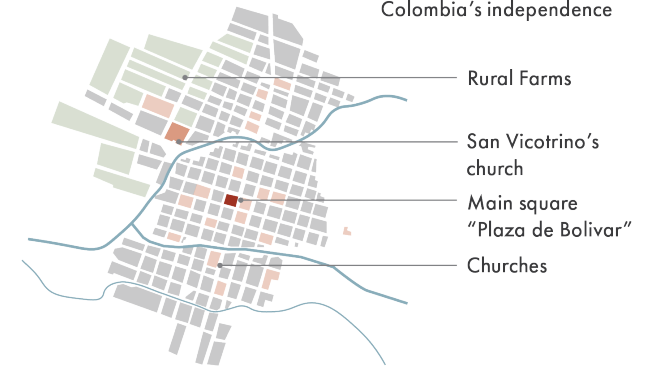 Colombia's independence
Rural Farms
San Vicotrino's
church
Main square
“Plaza de Bolivar”
Churches